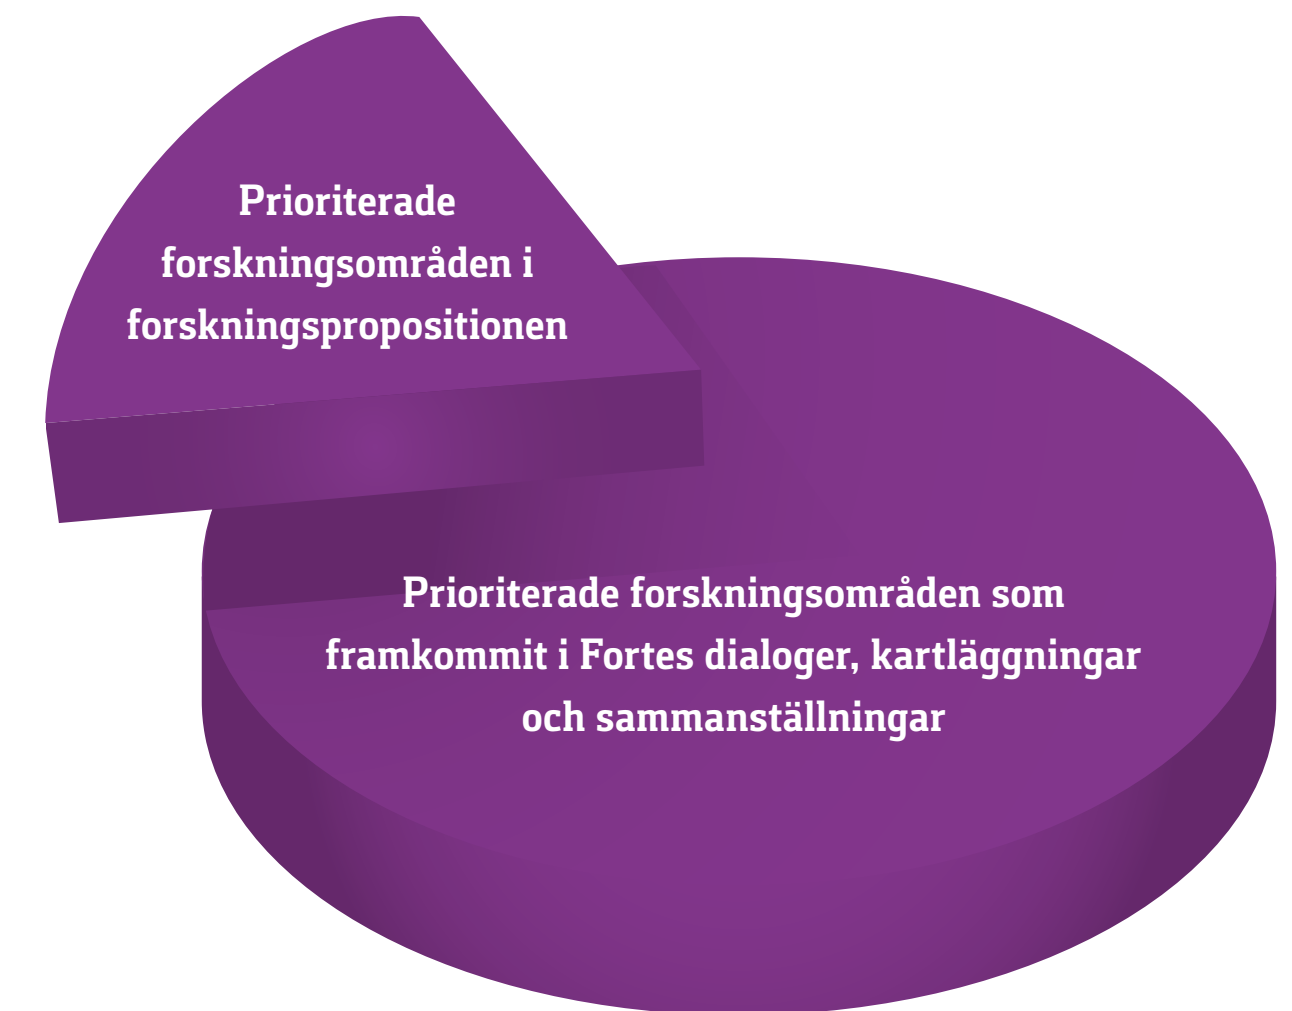 Prioriterade
forskningsområden i
forskningspropositionen
Prioriterade forskningsområden som
framkommit i Fortes dialoger, kartläggningar
och sammanställningar